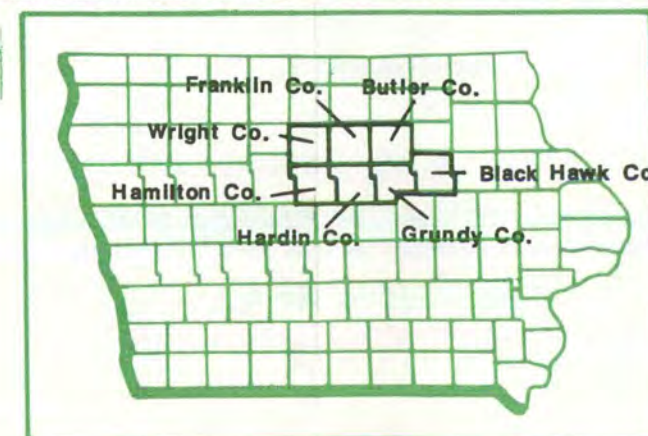 Franklin Co. Butler Co.
Wright Co.
Black Hawk Co
Hamilton Co.
Hardin Co. Grundy Co.